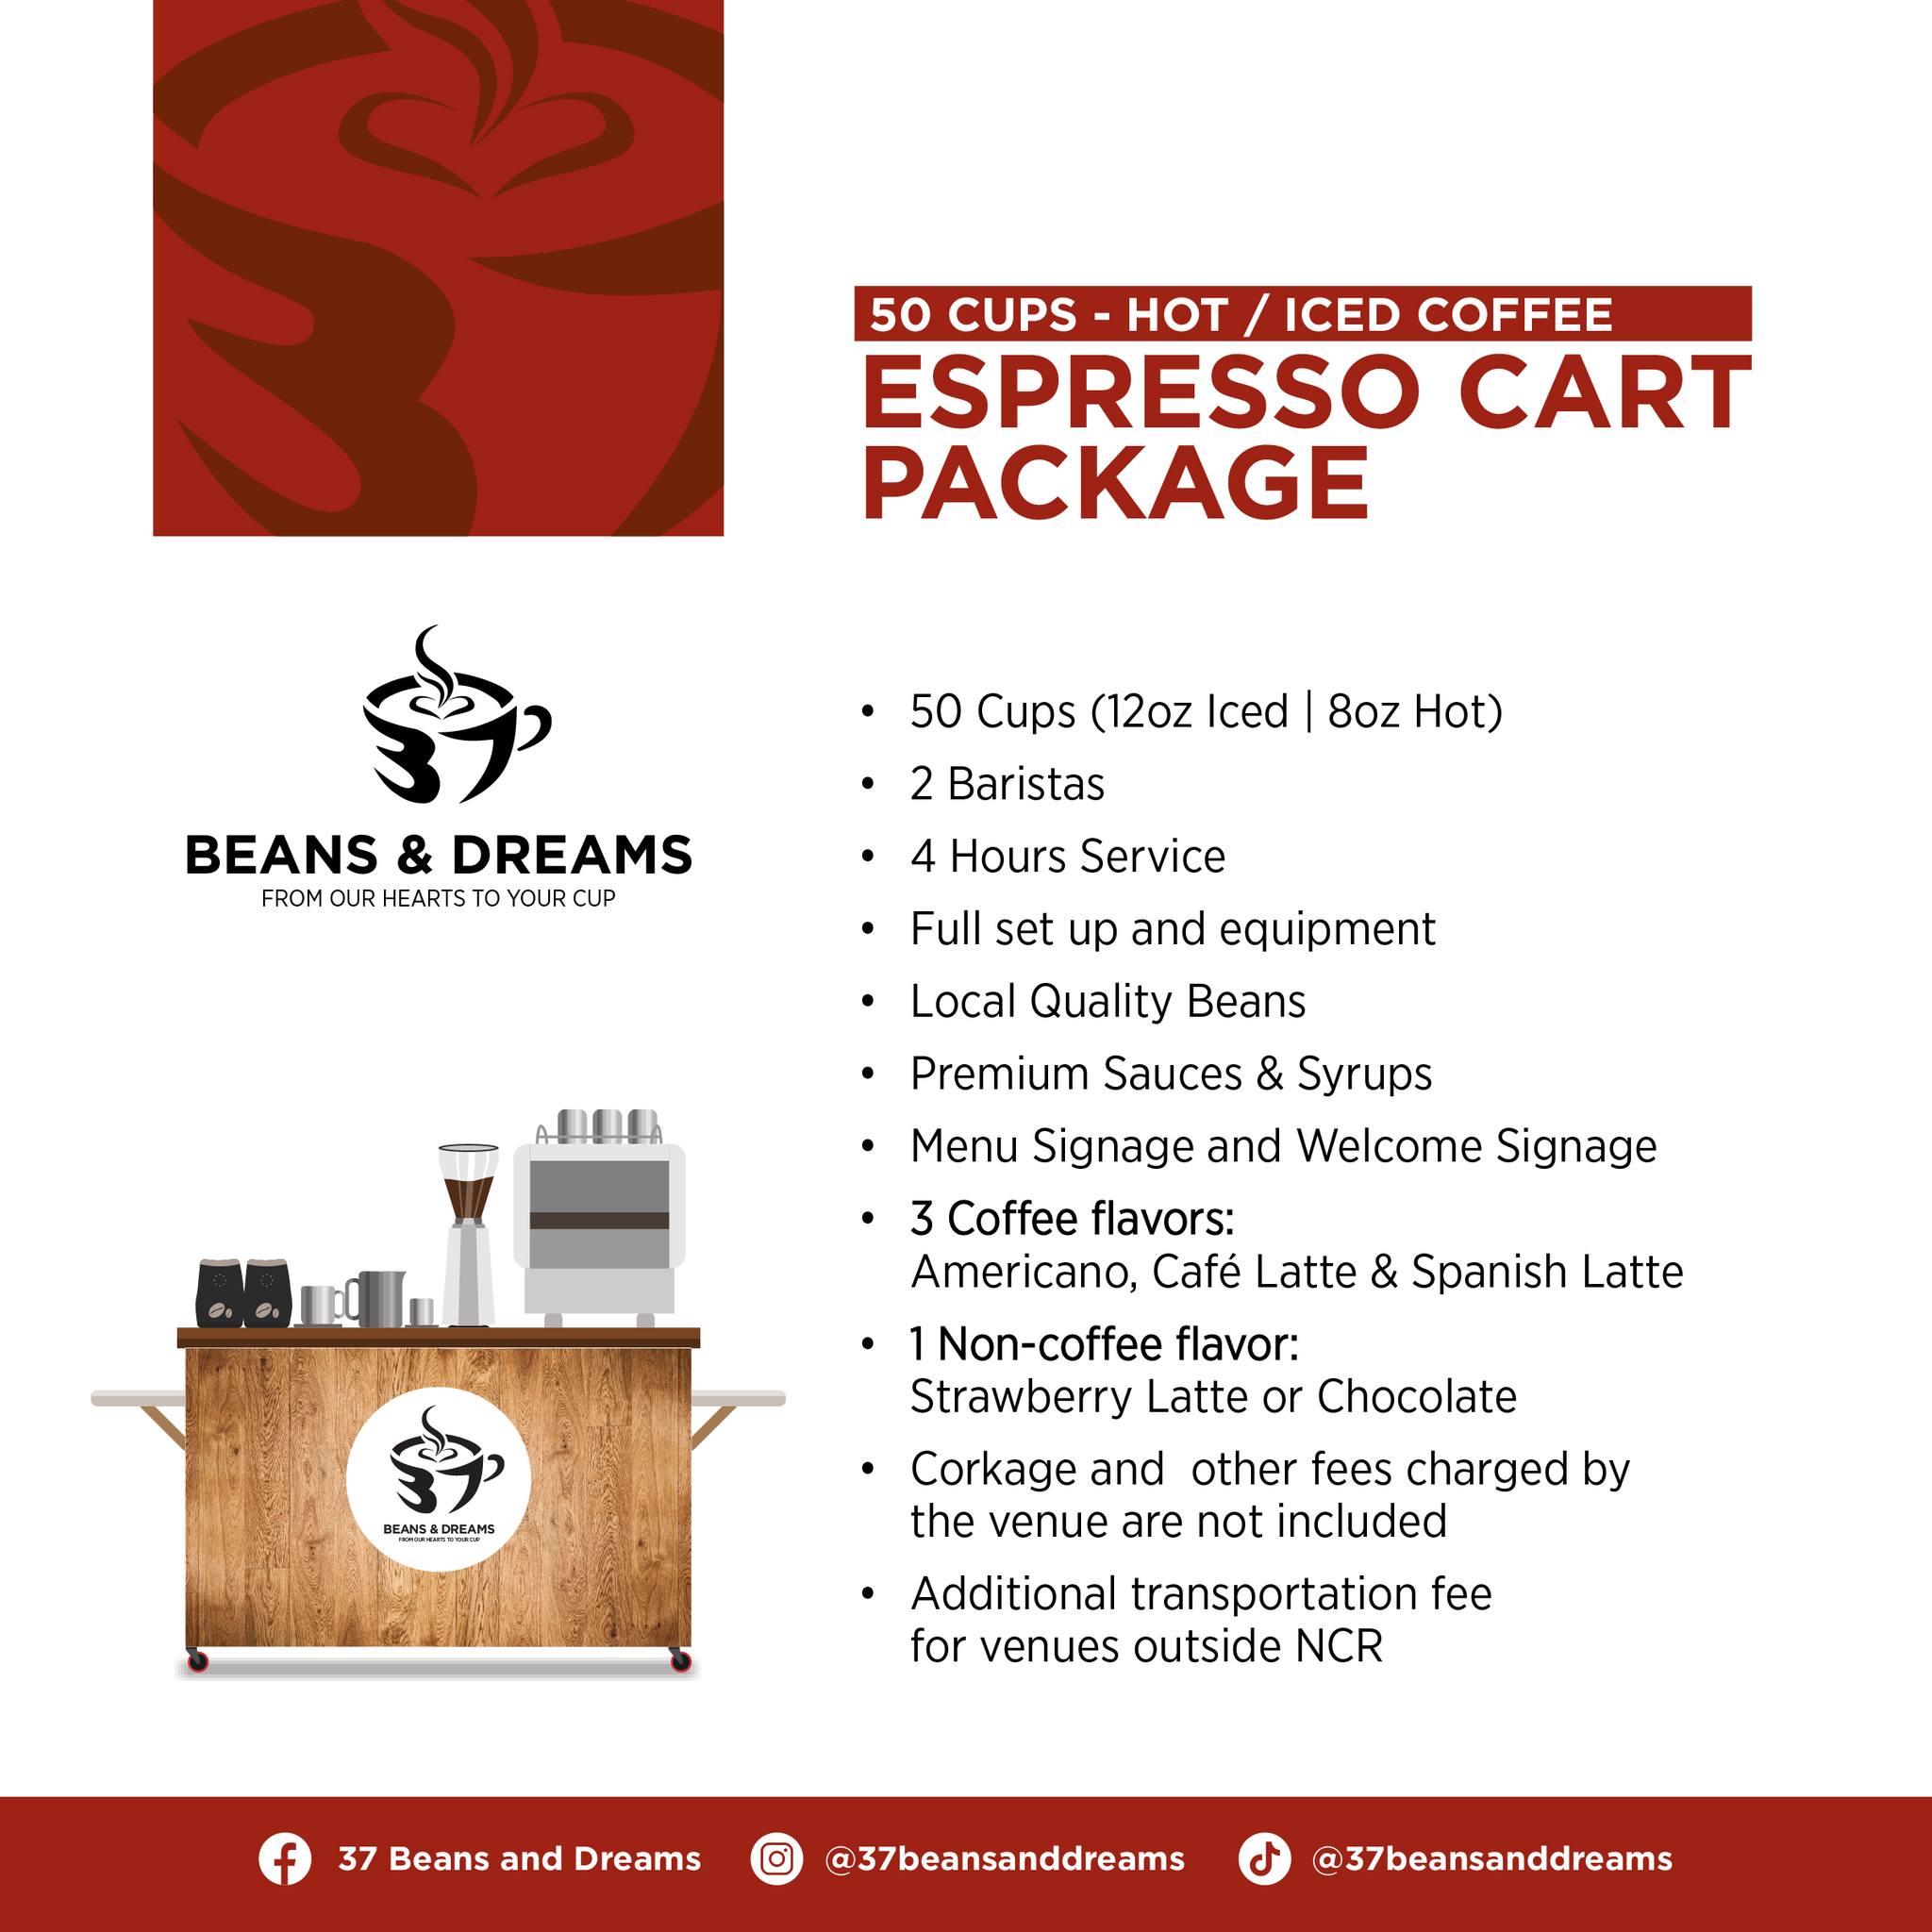 50 CUPS - HOT / ICED COFFEE
ESPRESSO CART
PACKAGE
37
BEANS & DREAMS
FROM OUR HEARTS TO YOUR CUP
• 50 Cups (12oz Iced | 8oz Hot)
• 2 Baristas
• 4 Hours Service
• Full set up and equipment
• Local Quality Beans
• Premium Sauces & Syrups
• Menu Signage and Welcome Signage
• 3 Coffee flavors:
Americano, Café Latte & Spanish Latte
• 1 Non-coffee flavor:
Strawberry Latte or Chocolate
• Corkage and other fees charged by
the venue are not included
• Additional transportation fee
for venues outside NCR
37
BEANS & DREAMS
FROM OUR HEARTS TO YOUR CUP
37 Beans and Dreams
@37beansanddreams
@37beansanddreams